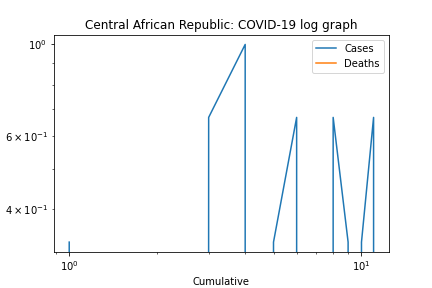 Central African Republic: COVID-19 log graph
10⁰
Cases
Deaths
6 × 10⁻¹
4 × 10⁻¹
10⁰
10¹
Cumulative